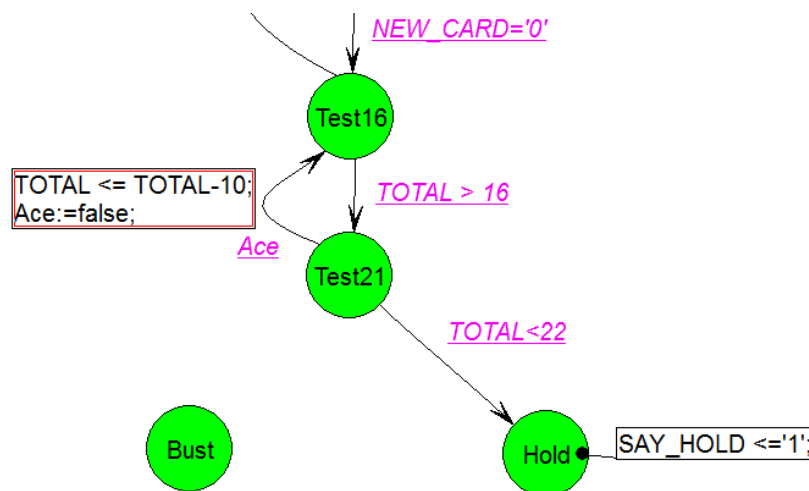 NEW_CARD='0'
Test16
TOTAL <= TOTAL-10;
Ace:=false;
TOTAL > 16
Ace
Test21
TOTAL<22
Bust
Hold
SAY_HOLD <='1';